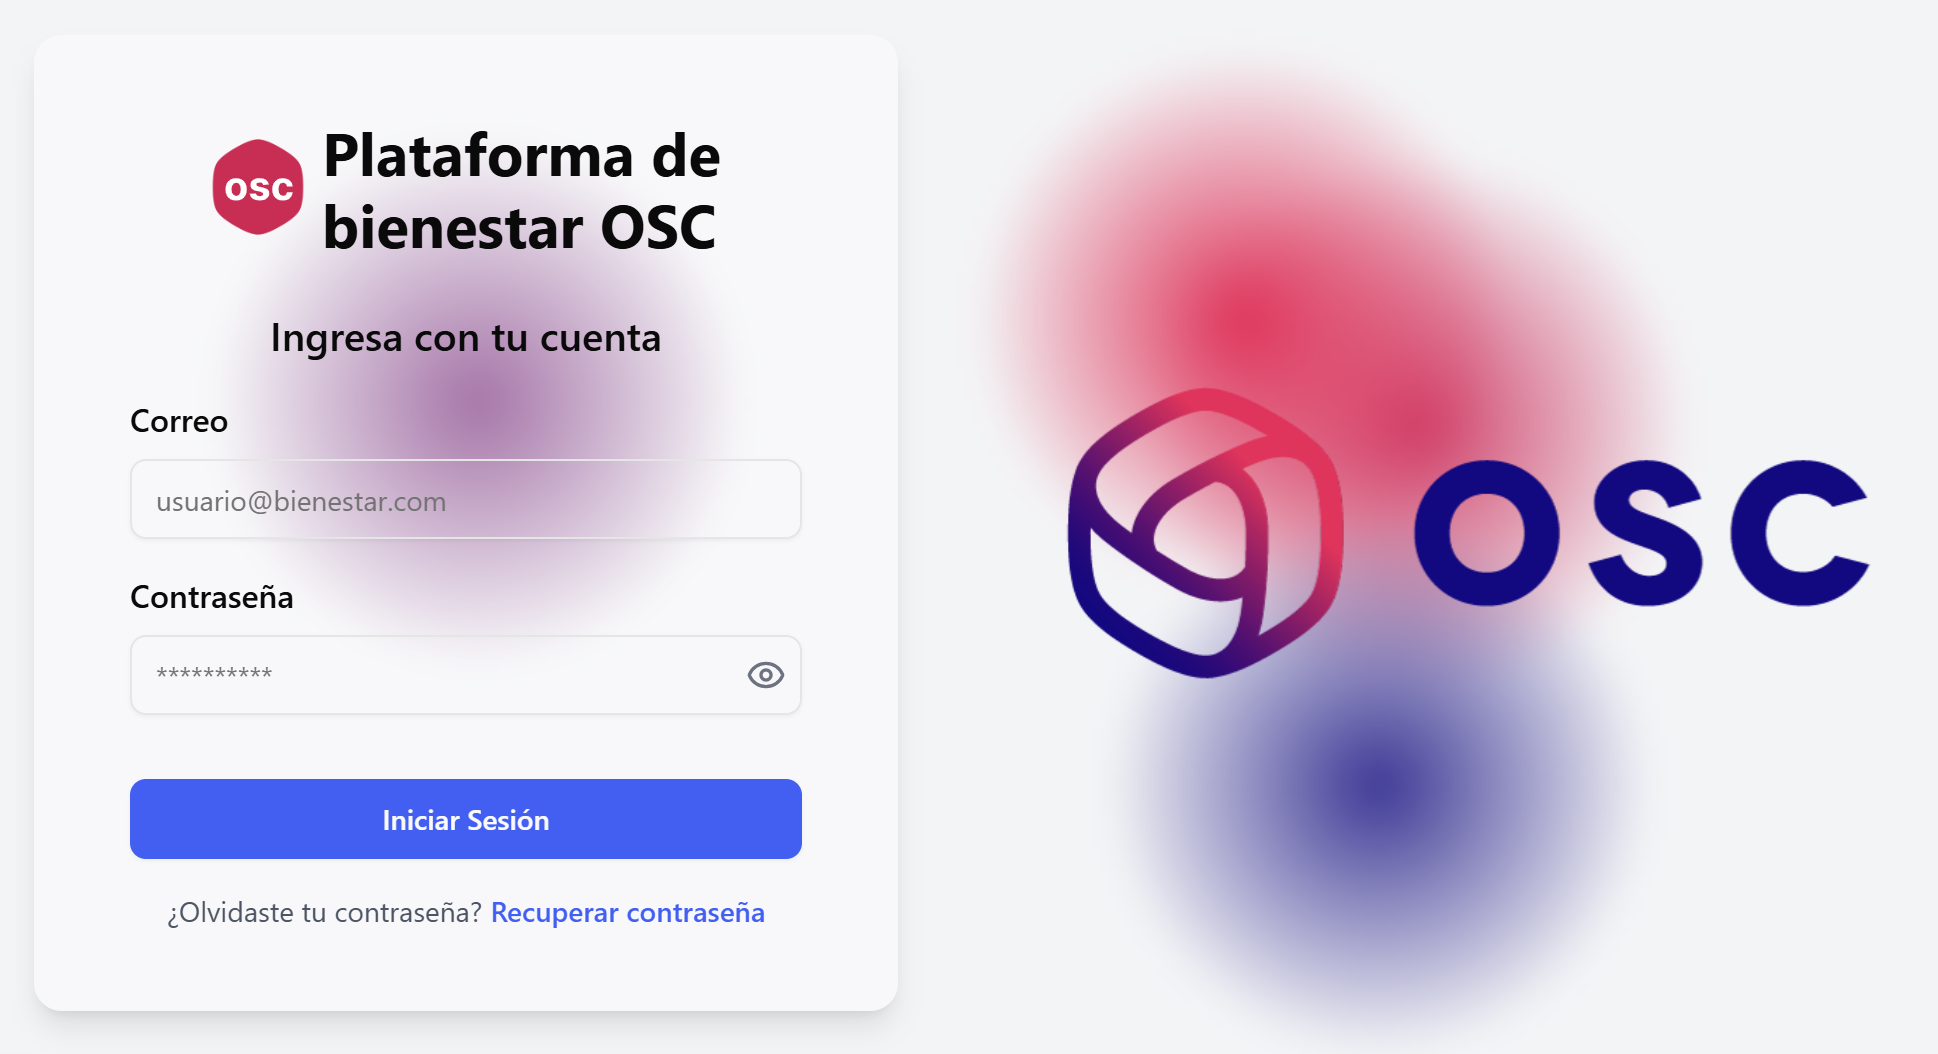 osc
Plataforma de
bienestar OSC
Ingresa con tu cuenta
Correo
usuario@bienestar.com
Contraseña
**********
Iniciar Sesión
¿Olvidaste tu contraseña? Recuperar contraseña
OSC